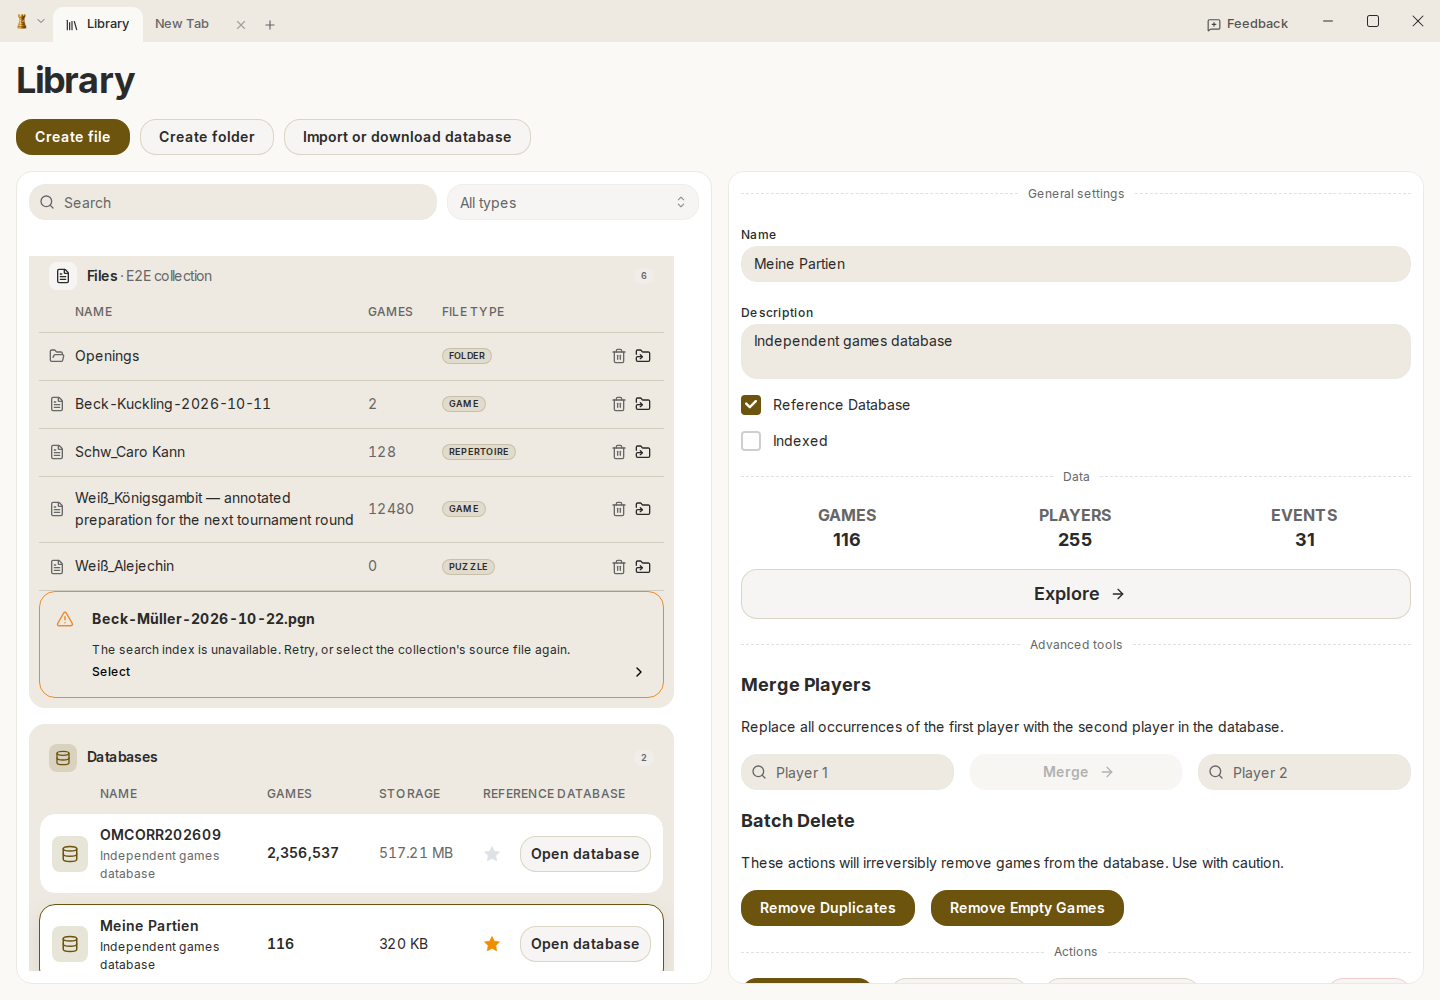 Library
New Tab
Feedback
Library
Create file
Create folder
Import or download database
Search
All types
Files · E2E collection
6
NAME GAMES FILE TYPE
Openings FOLDER
Beck-Kuckling-2026-10-11 2 GAME
Schw_Caro Kann 128 REPERTOIRE
Weiß_Königsgambit — annotated
preparation for the next tournament round 12480 GAME
Weiß_Alejechin 0 PUZZLE
Beck-Müller-2026-10-22.pgn
The search index is unavailable. Retry, or select the collection's source file again.
Select
Databases
2
NAME GAMES STORAGE REFERENCE DATABASE
OMCORR202609
Independent games
database
2,356,537 517.21 MB Open database
Meine Partien
Independent games
database
116 320 KB Open database
General settings
Name
Meine Partien
Description
Independent games database
Reference Database
Indexed
Data
GAMES PLAYERS EVENTS
116 255 31
Explore
Advanced tools
Merge Players
Replace all occurrences of the first player with the second player in the database.
Player 1 Merge Player 2
Batch Delete
These actions will irreversibly remove games from the database. Use with caution.
Remove Duplicates Remove Empty Games
Actions